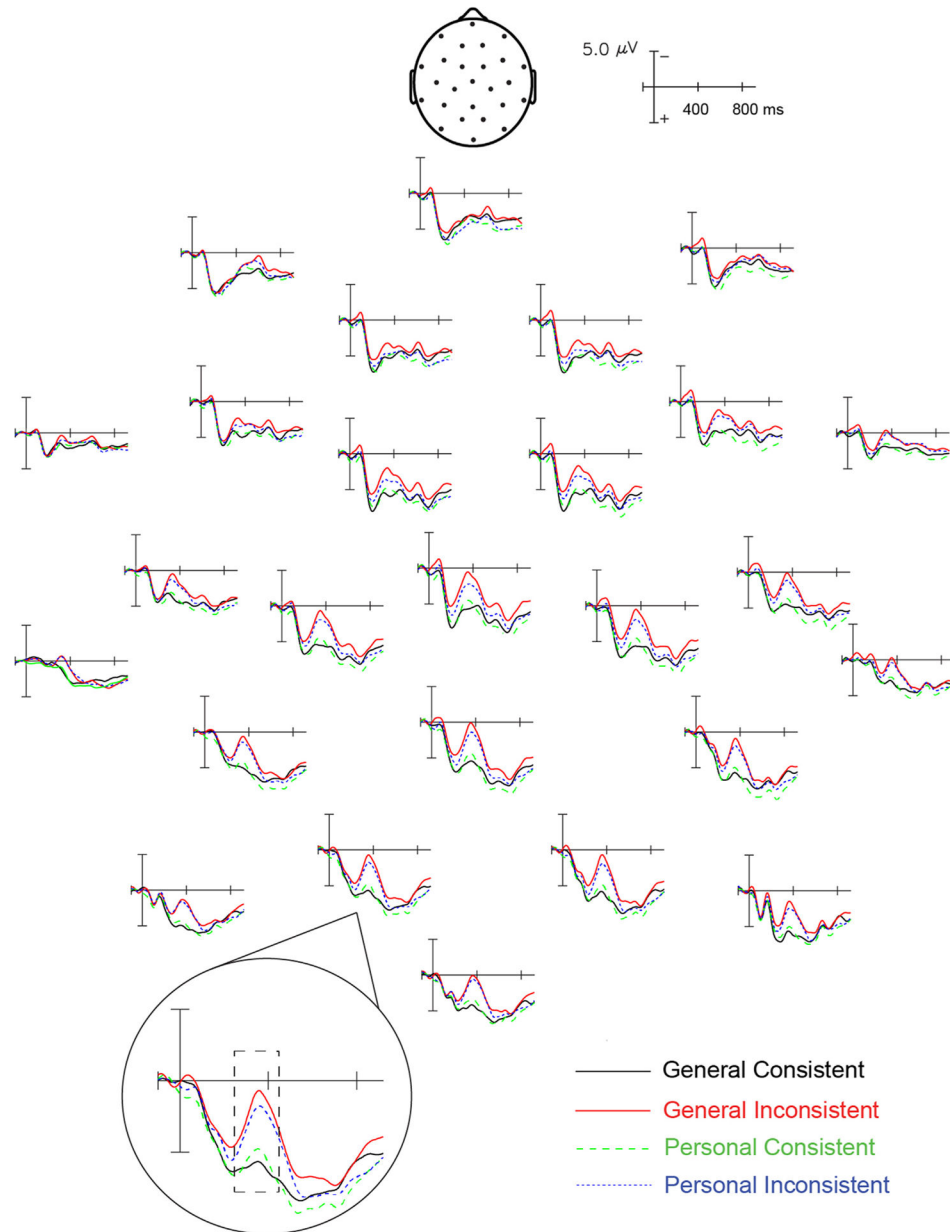 5.0 μV
−
400 800 ms
+
General Consistent
General Inconsistent
Personal Consistent
Personal Inconsistent